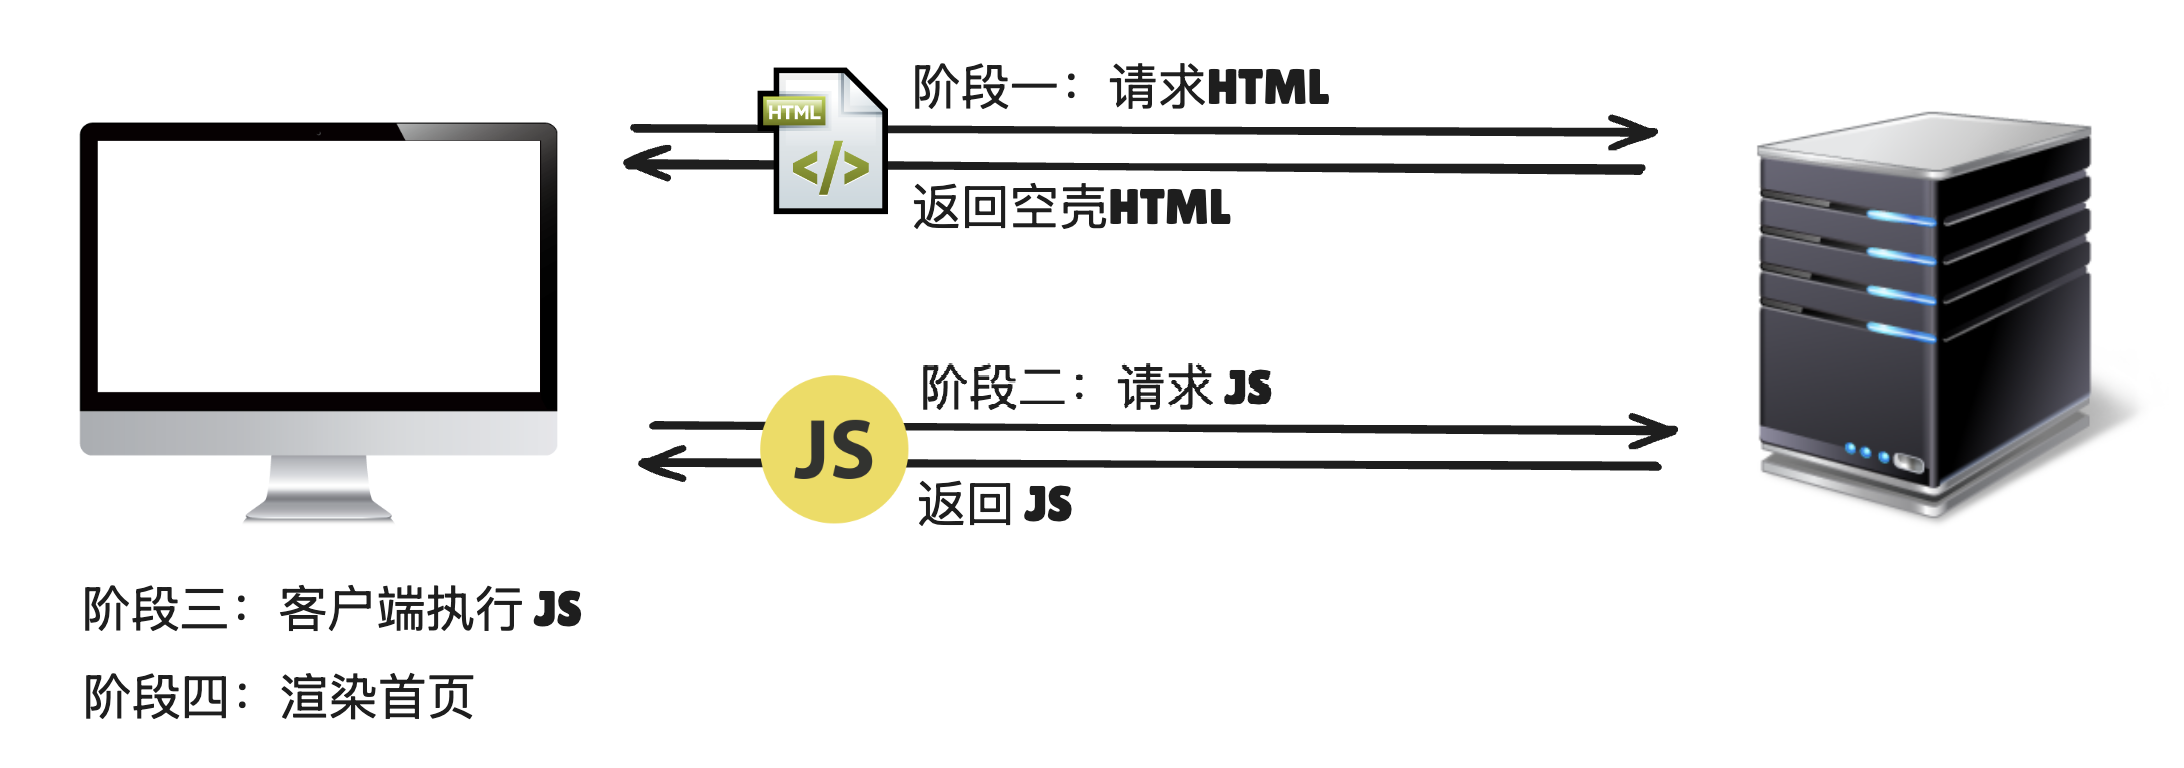 阶段一：请求HTML
HTML
</>
返回空壳HTML
阶段二：请求 JS
JS
返回 JS
阶段三：客户端执行 JS
阶段四：渲染首页